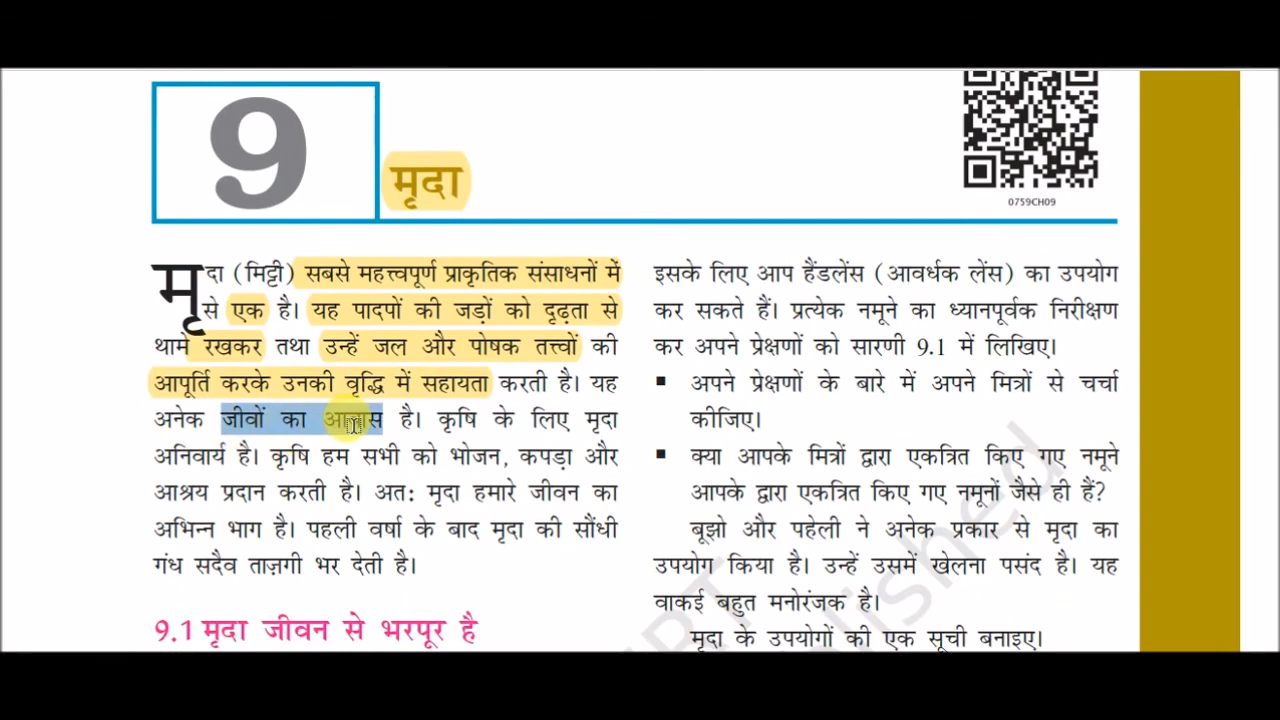 9
मृदा
0759CH09
मृदा (मिट्टी) सबसे महत्त्वपूर्ण प्राकृतिक संसाधनों में
से एक है। यह पादपों की जड़ों को दृढ़ता से
थामे रखकर तथा उन्हें जल और पोषक तत्त्वों की
आपूर्ति करके उनकी वृद्धि में सहायता करती है। यह
अनेक जीवों का आवास है। कृषि के लिए मृदा
अनिवार्य है। कृषि हम सभी को भोजन, कपड़ा और
आश्रय प्रदान करती है। अत: मृदा हमारे जीवन का
अभिन्न भाग है। पहली वर्षा के बाद मृदा की सौंधी
गंध सदैव ताज़गी भर देती है।
9.1 मृदा जीवन से भरपूर है
इसके लिए आप हैंडलेंस (आवर्धक लेंस) का उपयोग
कर सकते हैं। प्रत्येक नमूने का ध्यानपूर्वक निरीक्षण
कर अपने प्रेक्षणों को सारणी 9.1 में लिखिए।
▪ अपने प्रेक्षणों के बारे में अपने मित्रों से चर्चा
कीजिए।
▪ क्या आपके मित्रों द्वारा एकत्रित किए गए नमूने
आपके द्वारा एकत्रित किए गए नमूनों जैसे ही हैं?
बूझो और पहेली ने अनेक प्रकार से मृदा का
उपयोग किया है। उन्हें उसमें खेलना पसंद है। यह
वाकई बहुत मनोरंजक है।
मृदा के उपयोगों की एक सूची बनाइए।